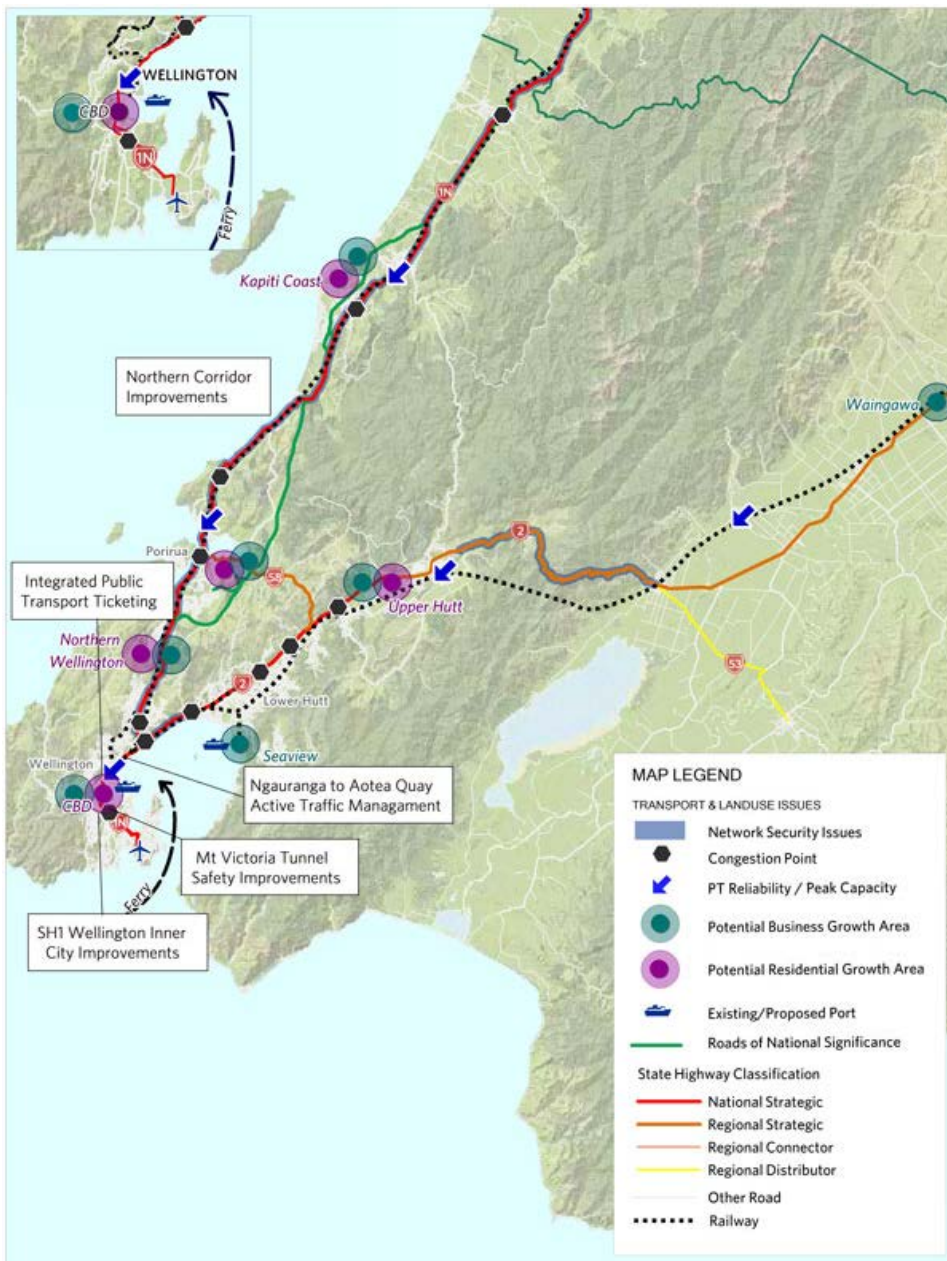 WELLINGTON
CBD
1N
Ferry
1N
Kapiti Coast
Northern Corridor
Improvements
Waingawa
2
Porirua
58
Integrated Public
Transport Ticketing
Upper Hutt
Northern
Wellington
53
2
Lower Hutt
Seaview
Wellington
Ngauranga to Aotea Quay
Active Traffic Managament
CBD
N
Mt Victoria Tunnel
Safety Improvements
Ferry
SH1 Wellington Inner
City Improvements
MAP LEGEND
TRANSPORT & LANDUSE ISSUES
Network Security Issues
Congestion Point
PT Reliability / Peak Capacity
Potential Business Growth Area
Potential Residential Growth Area
Existing/Proposed Port
Roads of National Significance
State Highway Classification
National Strategic
Regional Strategic
Regional Connector
Regional Distributor
Other Road
Railway